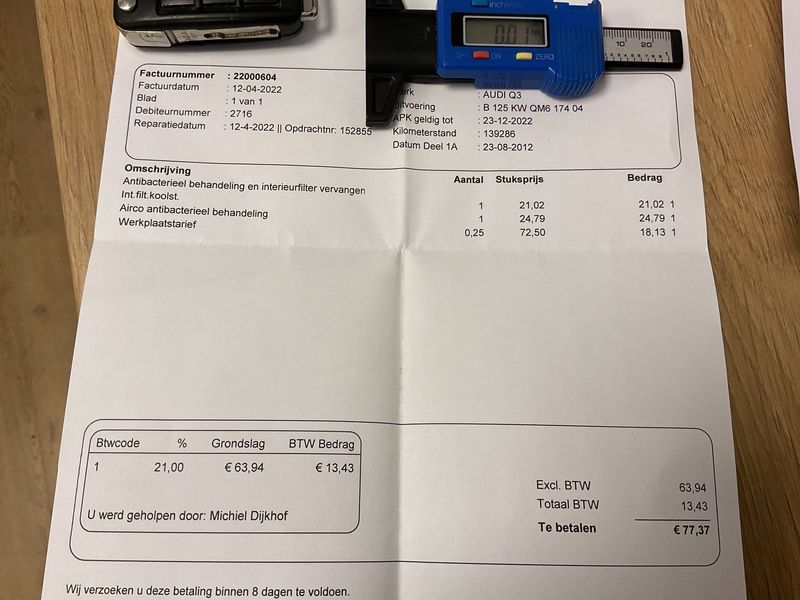 inch/mm
0.01
OFF ON ZERO
10 20
Factuurnummer : 22000604
Factuurdatum : 12-04-2022
Blad : 1 van 1
Debiteurnummer : 2716
Reparatiedatum : 12-4-2022 || Opdrachtnr: 152855
: AUDI Q3
: B 125 KW QM6 174 04
APK geldig tot : 23-12-2022
Kilometerstand : 139286
Datum Deel 1A : 23-08-2012
Omschrijving Aantal Stuksprijs Bedrag
Antibacterieel behandeling en interieurfilter vervangen
Int.filt.koolst. 1 21,02 21,02 1
Airco antibacterieel behandeling 1 24,79 24,79 1
Werkplaatstarief 0,25 72,50 18,13 1
Btwcode % Grondslag BTW Bedrag
1 21,00 € 63,94 € 13,43
U werd geholpen door: Michiel Dijkhof
Excl. BTW 63,94
Totaal BTW 13,43
Te betalen € 77,37
Wij verzoeken u deze betaling binnen 8 dagen te voldoen.